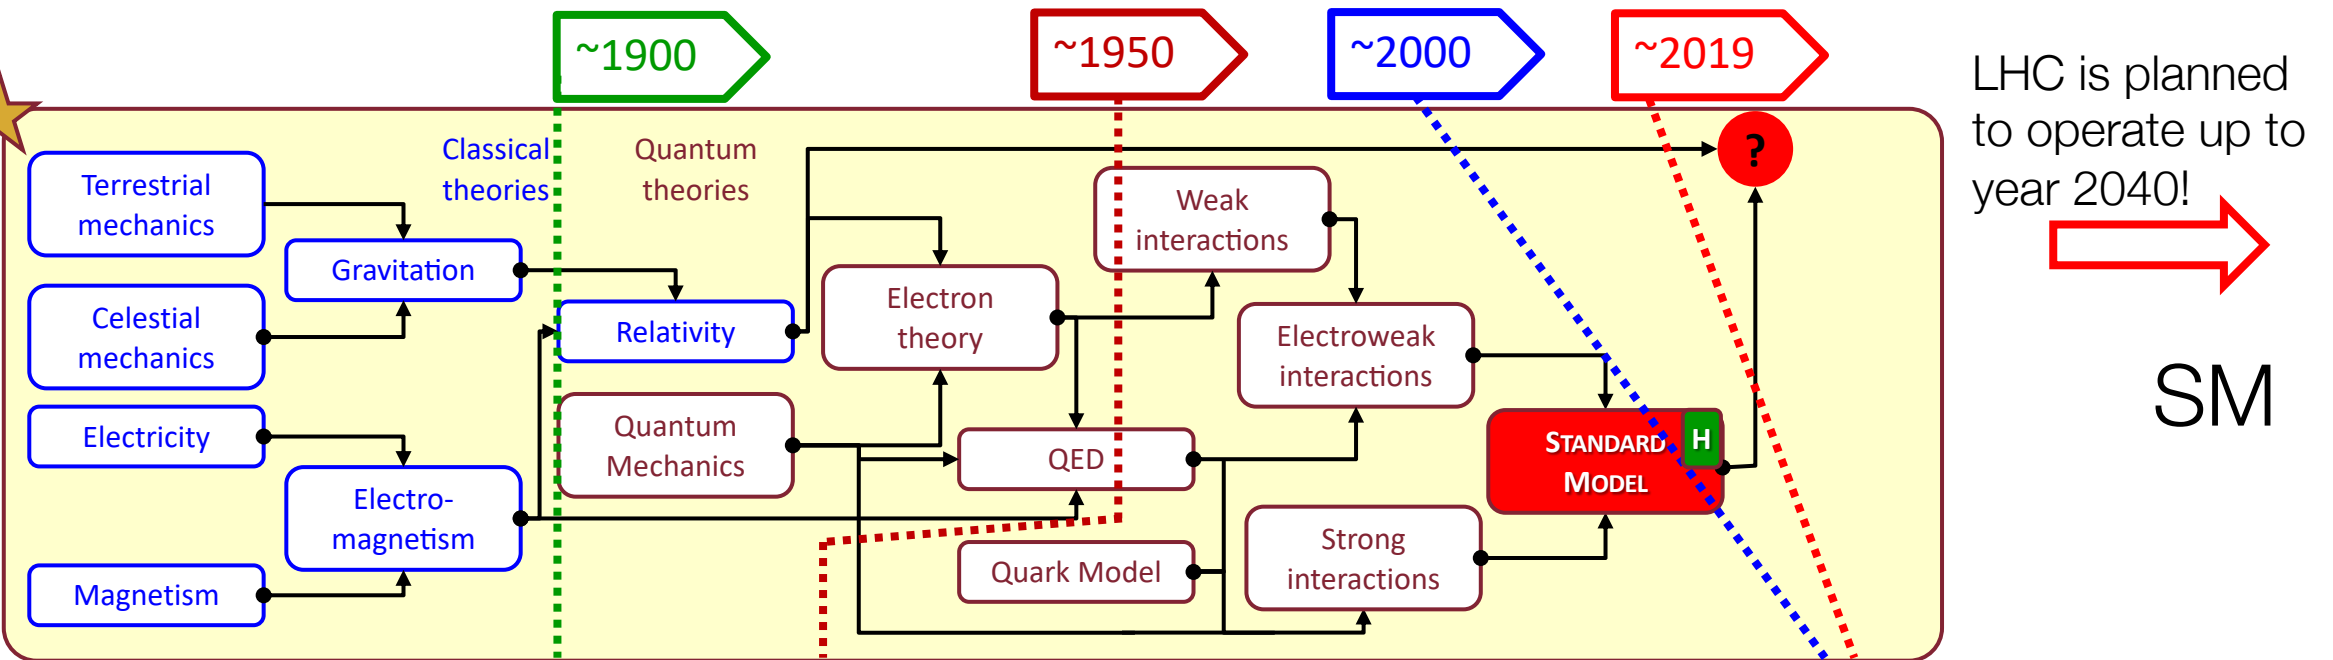 ~1900
~1950
~2000
~2019
LHC is planned
to operate up to
year 2040!
SM
Classical
theories
Quantum
theories
Terrestrial
mechanics
Gravitation
Celestial
mechanics
Electricity
Electro-
magnetism
Magnetism
Relativity
Quantum
Mechanics
Electron
theory
QED
Quark Model
Weak
interactions
Electroweak
interactions
Strong
interactions
STANDARD
MODEL
H
?